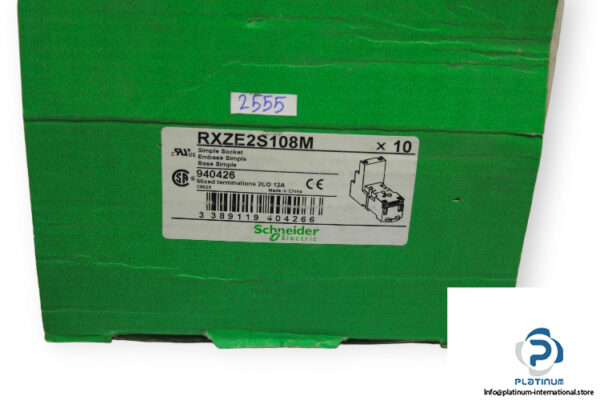 2555
RXZE2S108M × 10
Simple Socket
Embase Simple
Base Simple
940426
Mixed terminations 2CO 12A
Made in China
3 389119 404266
Schneider
Electric
PLATINUM
Info@platinum-international.store